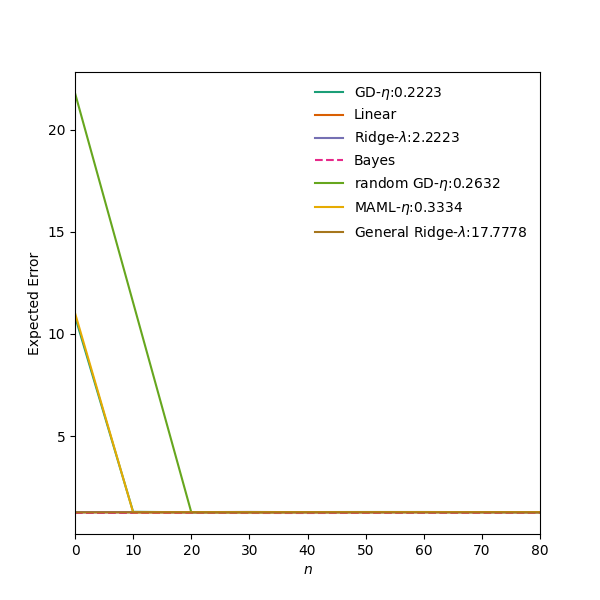 GD-η:0.2223
Linear
Ridge-λ:2.2223
Bayes
random GD-η:0.2632
MAML-η:0.3334
General Ridge-λ:17.7778
Expected Error
20
15
10
5
0 10 20 30 40 50 60 70 80
n